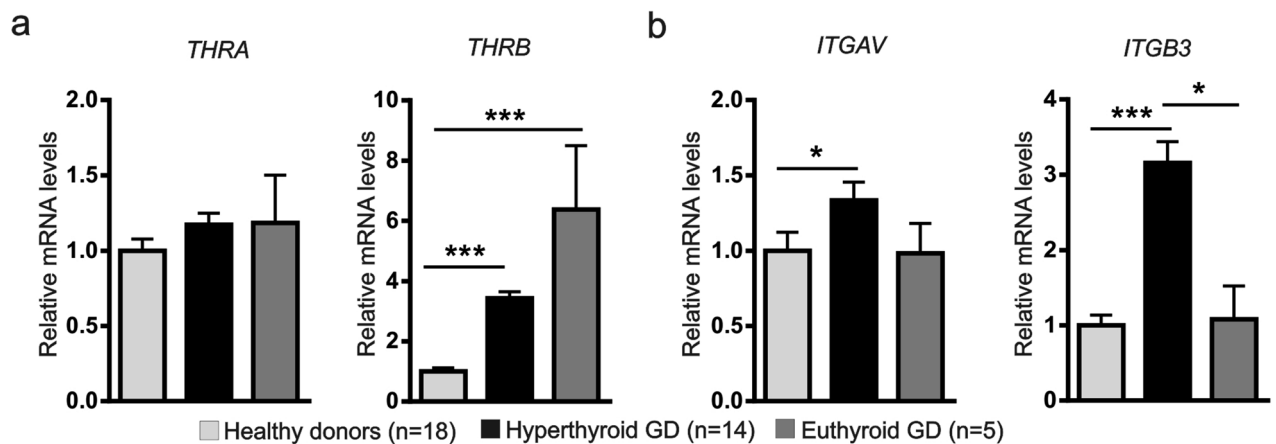 a
THRA
Relative mRNA levels
2.0
1.5
1.0
0.5
0.0
THRB
Relative mRNA levels
10
8
6
4
2
0
***
***
b
ITGAV
Relative mRNA levels
2.0
1.5
1.0
0.5
0.0
*
ITGB3
Relative mRNA levels
4
3
2
1
0
*
***
Healthy donors (n=18) Hyperthyroid GD (n=14) Euthyroid GD (n=5)